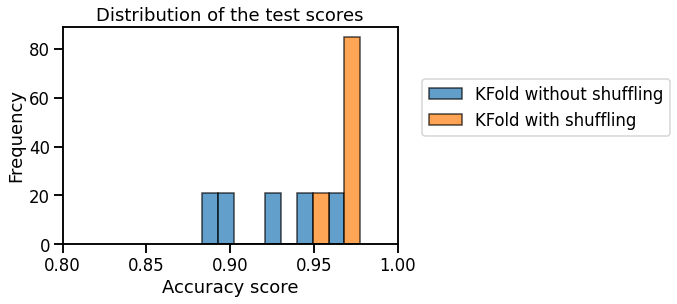 Distribution of the test scores
Frequency
80
60
40
20
0
0.80 0.85 0.90 0.95 1.00
Accuracy score
KFold without shuffling
KFold with shuffling